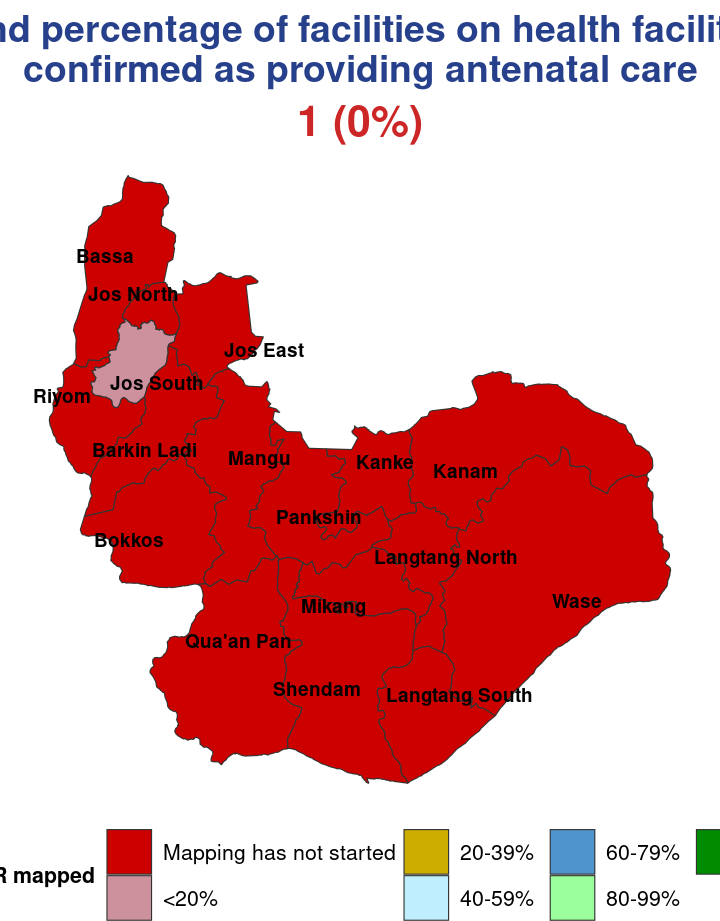 nd percentage of facilities on health facilit
confirmed as providing antenatal care
1 (0%)
Bassa
Jos North
Jos East
Jos South
Riyom
Barkin Ladi
Mangu
Kanke
Kanam
Pankshin
Bokkos
Langtang North
Wase
Mikang
Qua'an Pan
Shendam
Langtang South
R mapped
Mapping has not started
<20%
20-39%
40-59%
60-79%
80-99%